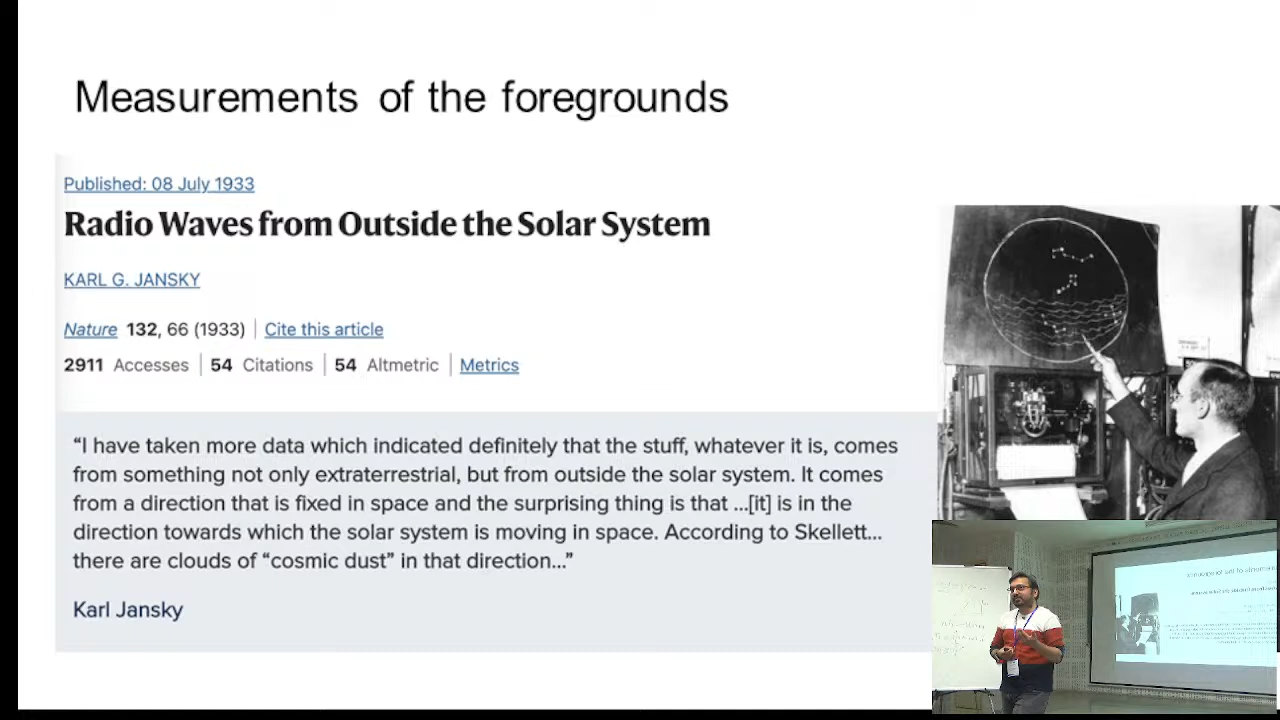 Measurements of the foregrounds
Published: 08 July 1933
Radio Waves from Outside the Solar System
KARL G. JANSKY
Nature 132, 66 (1933) | Cite this article
2911 Accesses | 54 Citations | 54 Altmetric | Metrics
“I have taken more data which indicated definitely that the stuff, whatever it is, comes
from something not only extraterrestrial, but from outside the solar system. It comes
from a direction that is fixed in space and the surprising thing is that ...[it] is in the
direction towards which the solar system is moving in space. According to Skellett...
there are clouds of “cosmic dust” in that direction...”
Karl Jansky